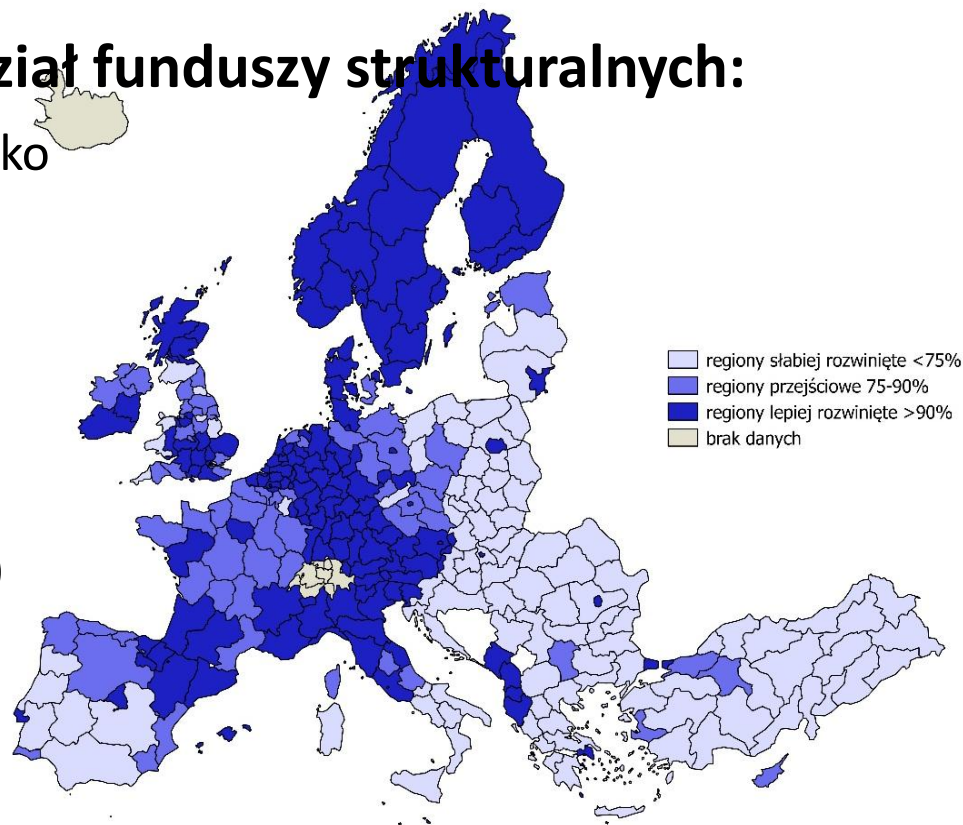 ział funduszy strukturalnych:
ko
)
regiony słabiej rozwinięte <75%
regiony przejściowe 75-90%
regiony lepiej rozwinięte >90%
brak danych